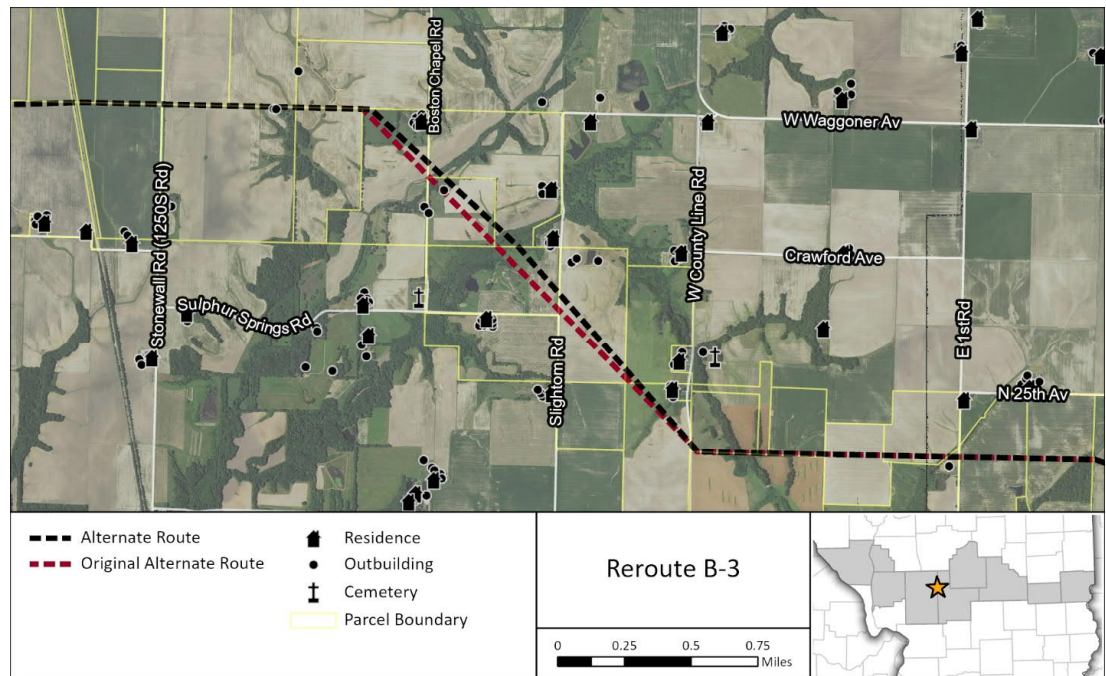 Boston Chapel Rd
W Waggoner Av
Stonewall Rd (1250S Rd)
W County Line Rd
Crawford Ave
Sulphur Springs Rd
Slightom Rd
E 1stRd
N 25th Av
Alternate Route
Original Alternate Route
Residence
Outbuilding
Cemetery
Parcel Boundary
Reroute B-3
0 0.25 0.5 0.75
Miles